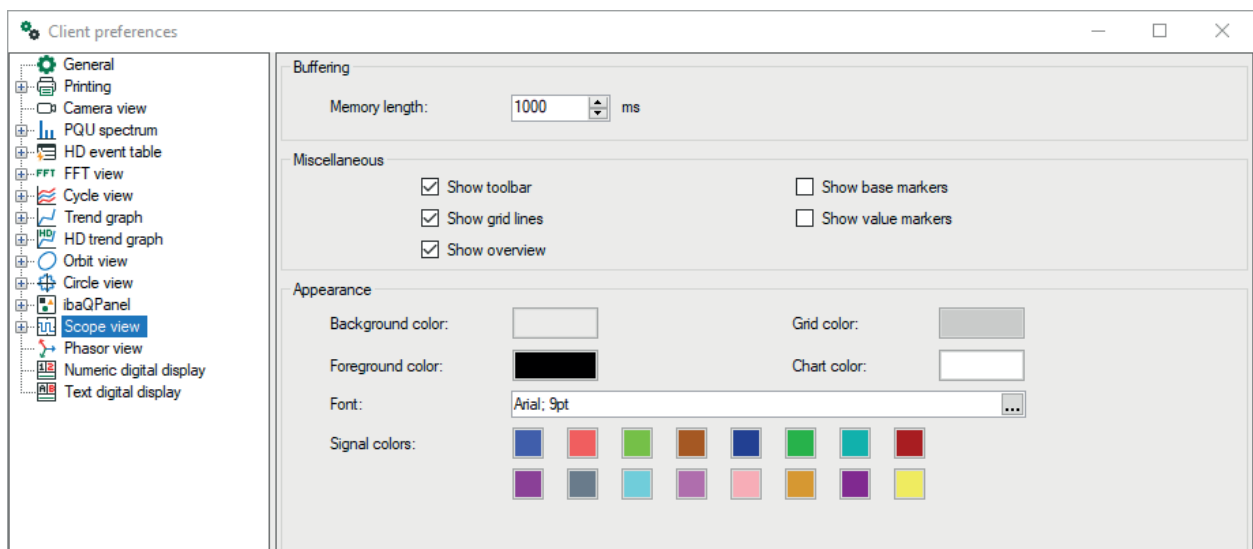 Client preferences
General
Printing
Camera view
PQU spectrum
HD event table
FFT FFT view
Cycle view
Trend graph
HD HD trend graph
Orbit view
Circle view
ibaQPanel
Scope view
Phasor view
12 Numeric digital display
AB Text digital display
Buffering
Memory length: 1000 ms
Miscellaneous
Show toolbar Show base markers
Show grid lines Show value markers
Show overview
Appearance
Background color: Grid color:
Foreground color: Chart color:
Font: Arial; 9pt ...
Signal colors: